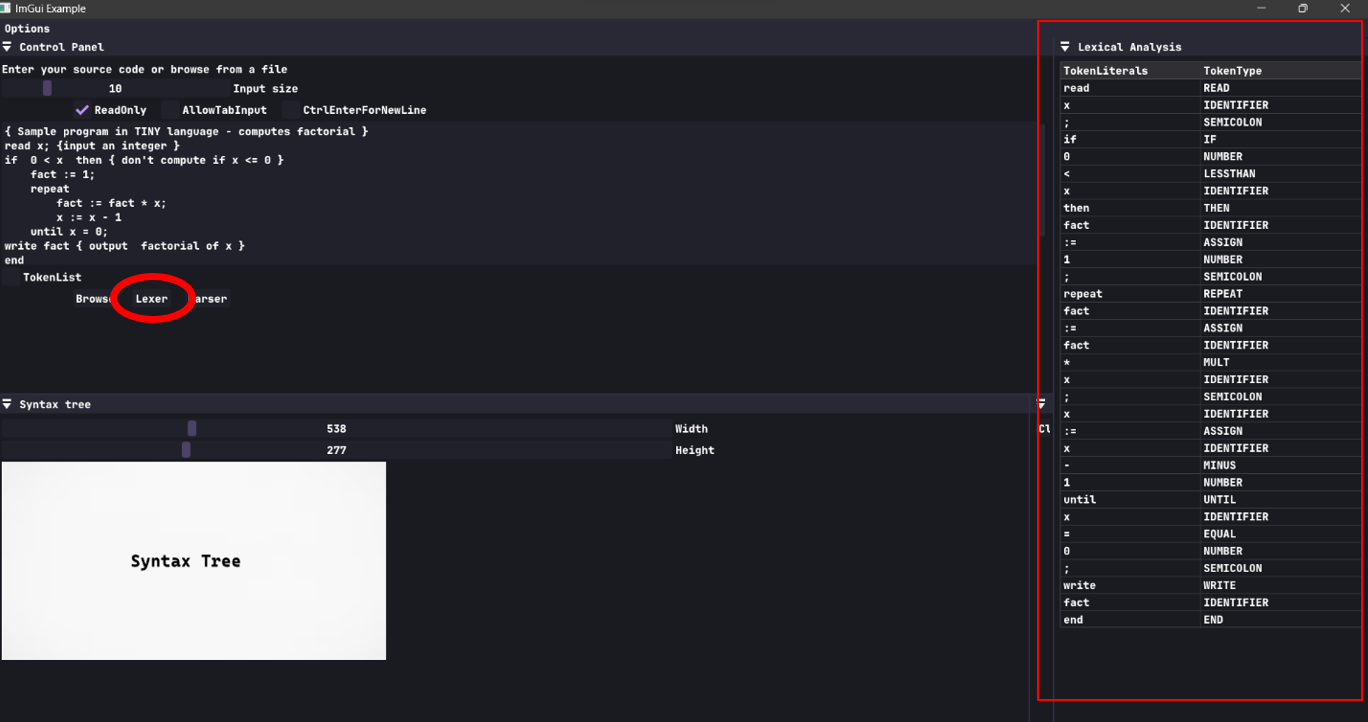 ImGui Example
Options
Control Panel
Enter your source code or browse from a file
10 Input size
ReadOnly AllowTabInput CtrlEnterForNewLine
{ Sample program in TINY language - computes factorial }
read x; {input an integer }
if  0 < x  then { don't compute if x <= 0 }
    fact := 1;
    repeat
        fact := fact * x;
        x := x - 1
    until x = 0;
write fact { output  factorial of x }
end
TokenList
Lexer
Syntax tree
538 Width
277 Height
Syntax Tree
Lexical Analysis
TokenLiterals TokenType
read READ
x IDENTIFIER
; SEMICOLON
if IF
0 NUMBER
< LESSTHAN
x IDENTIFIER
then THEN
fact IDENTIFIER
:= ASSIGN
1 NUMBER
; SEMICOLON
repeat REPEAT
fact IDENTIFIER
:= ASSIGN
fact IDENTIFIER
* MULT
x IDENTIFIER
; SEMICOLON
x IDENTIFIER
:= ASSIGN
x IDENTIFIER
- MINUS
1 NUMBER
until UNTIL
x IDENTIFIER
= EQUAL
0 NUMBER
; SEMICOLON
write WRITE
fact IDENTIFIER
end END